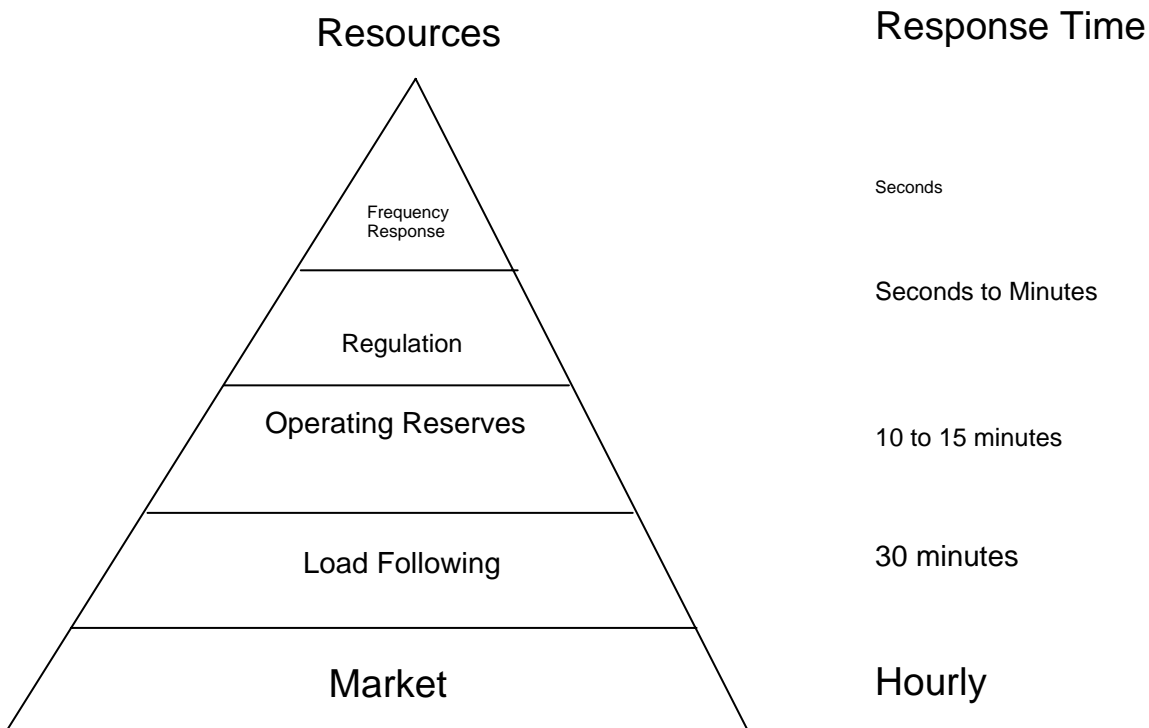 Resources
Response Time
Seconds
Frequency
Response
Seconds to Minutes
Regulation
Operating Reserves
10 to 15 minutes
Load Following
30 minutes
Market
Hourly